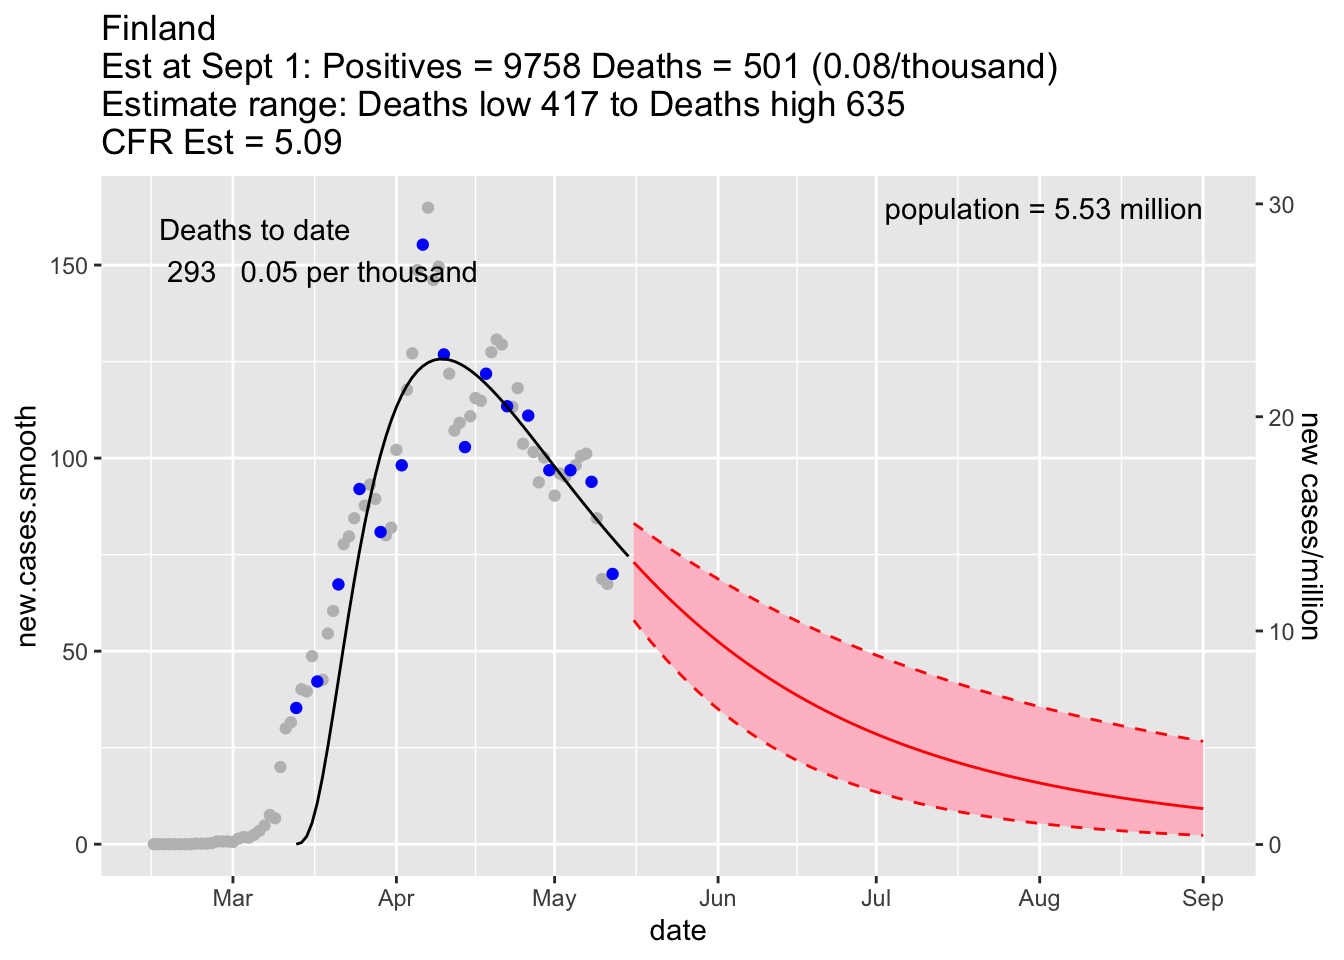 Finland
Est at Sept 1: Positives = 9758 Deaths = 501 (0.08/thousand)
Estimate range: Deaths low 417 to Deaths high 635
CFR Est = 5.09
Deaths to date
293 0.05 per thousand
population = 5.53 million
150
100
50
0
new.cases.smooth
30
20
10
0
new cases/million
Mar Apr May Jun Jul Aug Sep
date